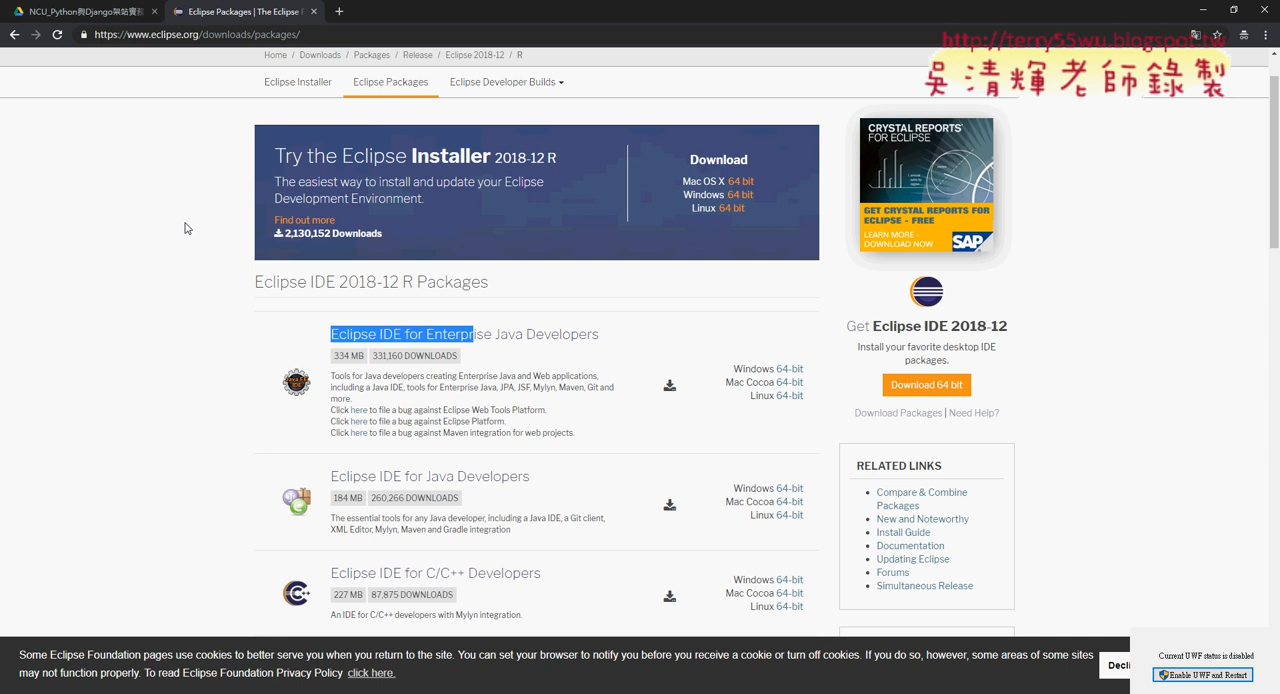 NCU_Python與Django架站實務
Eclipse Packages | The Eclipse F
https://www.eclipse.org/downloads/packages/
http://terry55wu.blogspot.tw
吳清輝老師錄製
Home / Downloads / Packages / Release / Eclipse 2018-12 / R
Eclipse Installer
Eclipse Packages
Eclipse Developer Builds
Try the Eclipse Installer 2018-12 R
The easiest way to install and update your Eclipse
Development Environment.
Find out more
2,130,152 Downloads
Download
Mac OS X 64 bit
Windows 64 bit
Linux 64 bit
Eclipse IDE 2018-12 R Packages
Eclipse IDE for Enterprise Java Developers
334 MB 331,160 DOWNLOADS
Tools for Java developers creating Enterprise Java and Web applications,
including a Java IDE, tools for Enterprise Java, JPA, JSF, Mylyn, Maven, Git and
more.
Click here to file a bug against Eclipse Web Tools Platform.
Click here to file a bug against Eclipse Platform.
Click here to file a bug against Maven integration for web projects.
Windows 64-bit
Mac Cocoa 64-bit
Linux 64-bit
Eclipse IDE for Java Developers
184 MB 260,266 DOWNLOADS
The essential tools for any Java developer, including a Java IDE, a Git client,
XML Editor, Mylyn, Maven and Gradle integration
Windows 64-bit
Mac Cocoa 64-bit
Linux 64-bit
Eclipse IDE for C/C++ Developers
227 MB 87,875 DOWNLOADS
An IDE for C/C++ developers with Mylyn integration.
Windows 64-bit
Mac Cocoa 64-bit
Linux 64-bit
CRYSTAL REPORTS
FOR ECLIPSE
GET CRYSTAL REPORTS FOR
ECLIPSE - FREE
LEARN MORE -
DOWNLOAD NOW
SAP
Get Eclipse IDE 2018-12
Install your favorite desktop IDE
packages.
Download 64 bit
Download Packages | Need Help?
RELATED LINKS
Compare & Combine
Packages
New and Noteworthy
Install Guide
Documentation
Updating Eclipse
Forums
Simultaneous Release
Some Eclipse Foundation pages use cookies to better serve you when you return to the site. You can set your browser to notify you before you receive a cookie or turn off cookies. If you do so, however, some areas of some sites
may not function properly. To read Eclipse Foundation Privacy Policy click here.
Decli
Current UWF status is disabled
Enable UWF and Restart